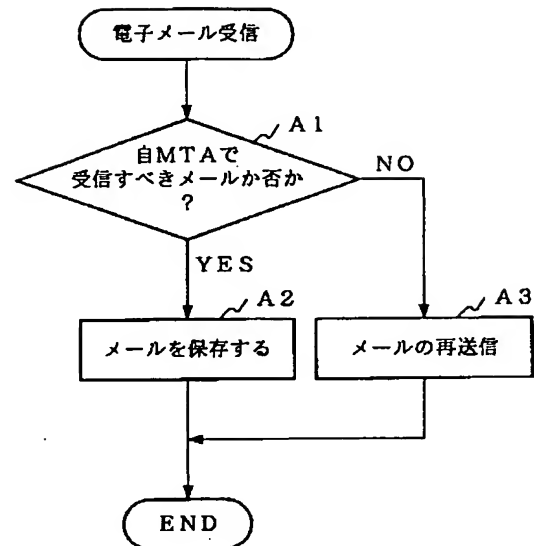 電子メール受信
A1
自MTAで
受信すべきメールか否か
?
NO
YES
A2
メールを保存する
A3
メールの再送信
END